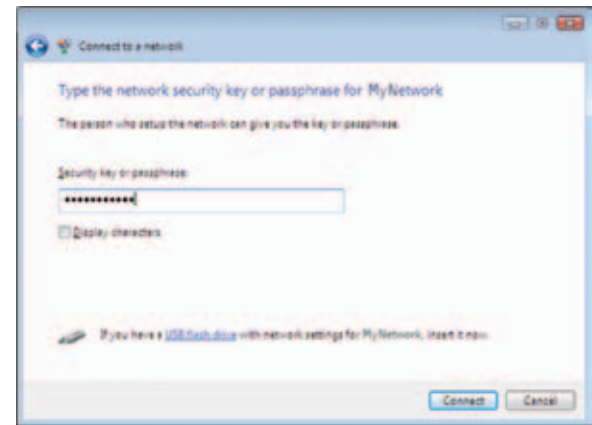 Connect to a network
Type the network security key or passphrase for MyNetwork
The person who setup the network can give you the key or passphrase.
Security key or passphrase:
•••••••••••
Display characters
If you have a USB flash drive with network settings for MyNetwork, insert it now.
Connect
Cancel